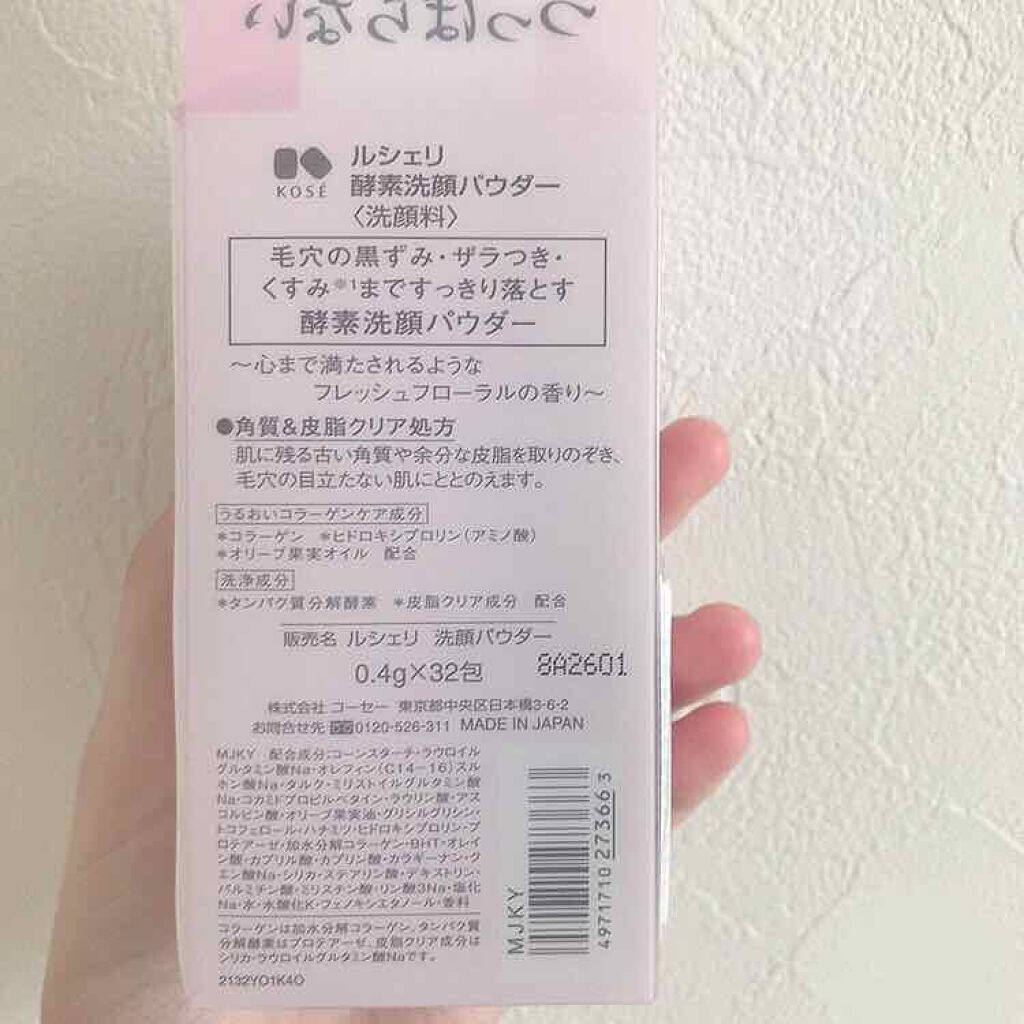 つっぱらない
KOSÉ
ルシェリ
酵素洗顔パウダー
〈洗顔料〉
毛穴の黒ずみ・ザラつき・
くすみ※1まですっきり落とす
酵素洗顔パウダー
～心まで満たされるような
フレッシュフローラルの香り～
●角質&皮脂クリア処方
肌に残る古い角質や余分な皮脂を取りのぞき、
毛穴の目立たない肌にととのえます。
うるおいコラーゲンケア成分
*コラーゲン *ヒドロキシプロリン(アミノ酸)
*オリーブ果実オイル 配合
洗浄成分
*タンパク質分解酵素 *皮脂クリア成分 配合
販売名 ルシェリ 洗顔パウダー
0.4g×32包
8A2601
株式会社 コーセー 東京都中央区日本橋3-6-2
お問合せ先 0120-526-311 MADE IN JAPAN
MJKY 配合成分:コーンスターチ・ラウロイル
グルタミン酸Na・オレフィン(C14-16)スル
ホン酸Na・タルク・ミリストイルグルタミン酸
Na・コカミドプロピルベタイン・ラウリン酸・アス
コルビン酸・オリーブ果実油・グリシルグリシン・
トコフェロール・ハチミツ・ヒドロキシプロリン・プ
ロテアーゼ・加水分解コラーゲン・BHT・オレイ
ン酸・カプリル酸・カプリン酸・カラギーナン・ク
エン酸Na・シリカ・ステアリン酸・デキストリン・
パルミチン酸・ミリスチン酸・リン酸3Na・塩化
Na・水・水酸化K・フェノキシエタノール・香料
コラーゲンは加水分解コラーゲン、タンパク質
分解酵素はプロテアーゼ、皮脂クリア成分は
シリカ・ラウロイルグルタミン酸Naです。
2132YO1K4O
MJKY
4971710273663